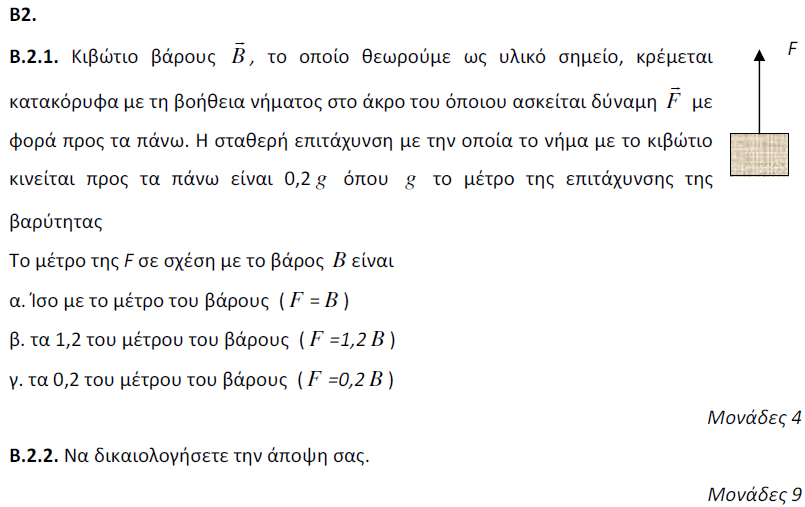 Β2.
Β.2.1. Κιβώτιο βάρους \vec{B}, το οποίο θεωρούμε ως υλικό σημείο, κρέμεται
F
κατακόρυφα με τη βοήθεια νήματος στο άκρο του όποιου ασκείται δύναμη \vec{F} με
φορά προς τα πάνω. Η σταθερή επιτάχυνση με την οποία το νήμα με το κιβώτιο
κινείται προς τα πάνω είναι 0,2 g όπου g το μέτρο της επιτάχυνσης της
βαρύτητας
Το μέτρο της F σε σχέση με το βάρος B είναι
α. Ίσο με το μέτρο του βάρους ( F = B )
β. τα 1,2 του μέτρου του βάρους ( F =1,2 B )
γ. τα 0,2 του μέτρου του βάρους ( F =0,2 B )
Μονάδες 4
Β.2.2. Να δικαιολογήσετε την άποψη σας.
Μονάδες 9